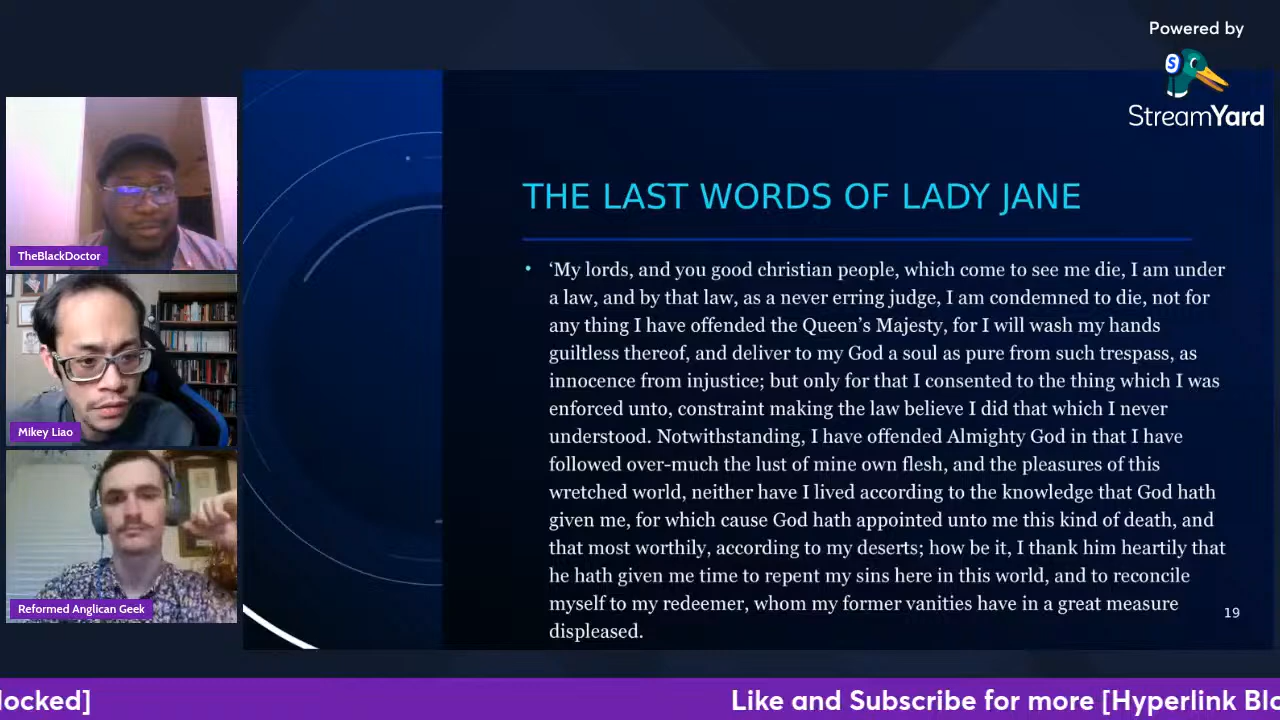 Powered by
StreamYard
THE LAST WORDS OF LADY JANE
• ‘My lords, and you good christian people, which come to see me die, I am under
a law, and by that law, as a never erring judge, I am condemned to die, not for
any thing I have offended the Queen’s Majesty, for I will wash my hands
guiltless thereof, and deliver to my God a soul as pure from such trespass, as
innocence from injustice; but only for that I consented to the thing which I was
enforced unto, constraint making the law believe I did that which I never
understood. Notwithstanding, I have offended Almighty God in that I have
followed over-much the lust of mine own flesh, and the pleasures of this
wretched world, neither have I lived according to the knowledge that God hath
given me, for which cause God hath appointed unto me this kind of death, and
that most worthily, according to my deserts; how be it, I thank him heartily that
he hath given me time to repent my sins here in this world, and to reconcile
myself to my redeemer, whom my former vanities have in a great measure
displeased.
19
TheBlackDoctor
Mikey Liao
Reformed Anglican Geek
locked] Like and Subscribe for more [Hyperlink Blo